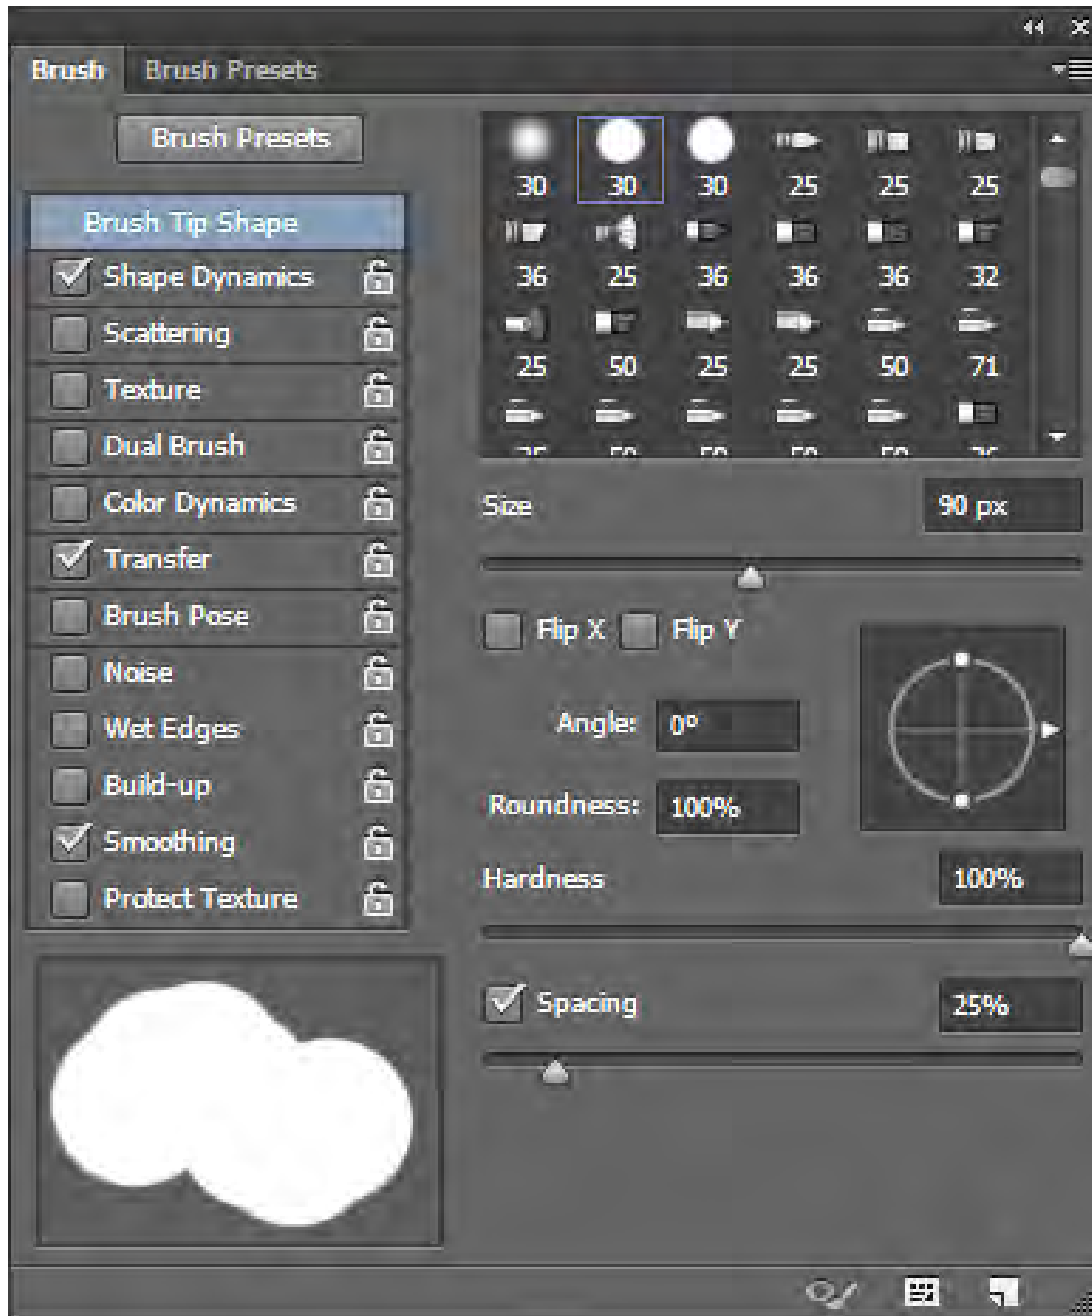 Brush Brush Presets
Brush Presets
Brush Tip Shape
Shape Dynamics
Scattering
Texture
Dual Brush
Color Dynamics
Transfer
Brush Pose
Noise
Wet Edges
Build-up
Smoothing
Protect Texture
30 30 30 25 25 25
36 25 36 36 36 32
25 50 25 25 50 71
Size 90 px
Flip X Flip Y
Angle: 0º
Roundness: 100%
Hardness 100%
Spacing 25%